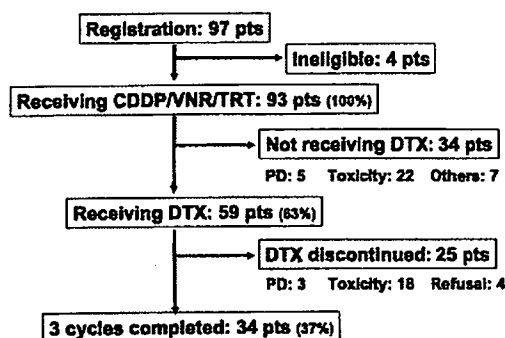 Registration: 97 pts
Ineligible: 4 pts
Receiving CDDP/VNR/TRT: 93 pts (100%)
Not receiving DTX: 34 pts
PD: 5 Toxicity: 22 Others: 7
Receiving DTX: 59 pts (63%)
DTX discontinued: 25 pts
PD: 3 Toxicity: 18 Refusal: 4
3 cycles completed: 34 pts (37%)